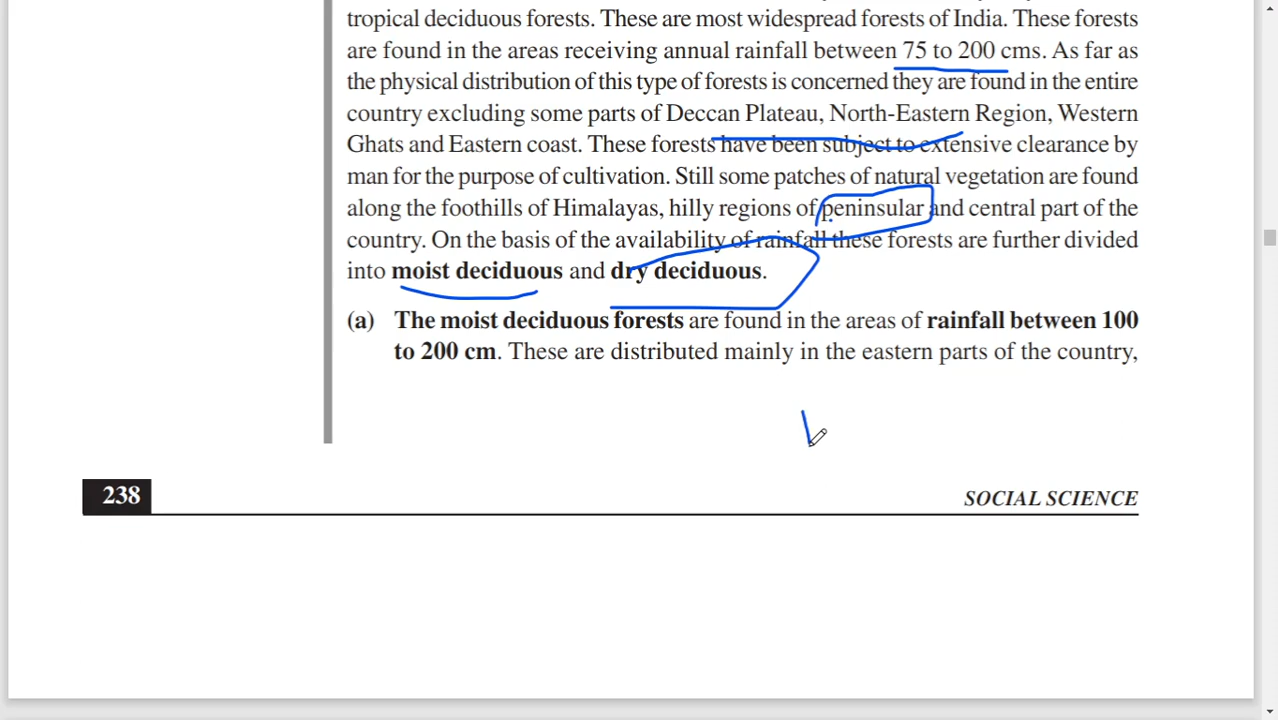 tropical deciduous forests. These are most widespread forests of India. These forests
are found in the areas receiving annual rainfall between 75 to 200 cms. As far as
the physical distribution of this type of forests is concerned they are found in the entire
country excluding some parts of Deccan Plateau, North-Eastern Region, Western
Ghats and Eastern coast. These forests have been subject to extensive clearance by
man for the purpose of cultivation. Still some patches of natural vegetation are found
along the foothills of Himalayas, hilly regions of peninsular and central part of the
country. On the basis of the availability of rainfall these forests are further divided
into moist deciduous and dry deciduous.
(a) The moist deciduous forests are found in the areas of rainfall between 100
to 200 cm. These are distributed mainly in the eastern parts of the country,
238
SOCIAL SCIENCE